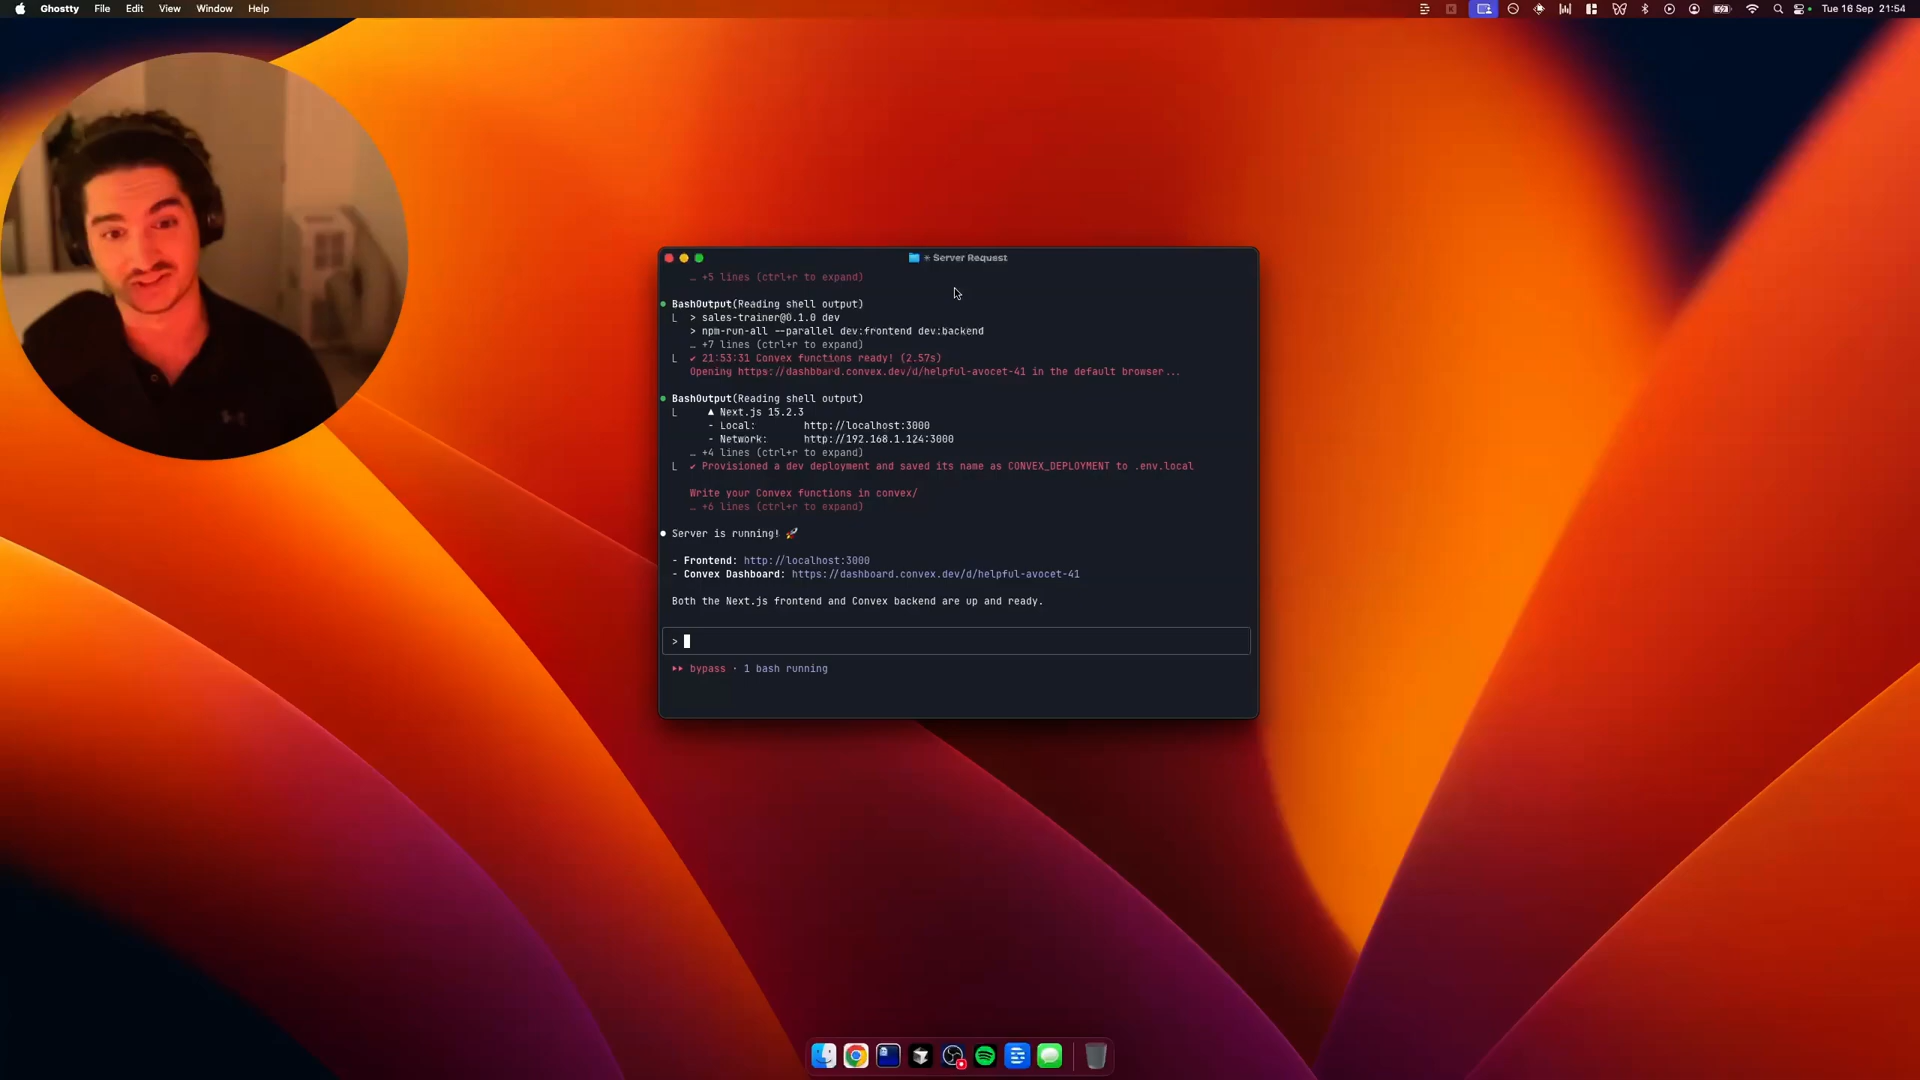 Ghostty File Edit View Window Help
Tue 16 Sep 21:54
✳ Server Request
… +5 lines (ctrl+r to expand)
● BashOutput(Reading shell output)
⎿ > sales-trainer@0.1.0 dev
> npm-run-all --parallel dev:frontend dev:backend
… +7 lines (ctrl+r to expand)
⎿ ✔ 21:53:31 Convex functions ready! (2.57s)
Opening https://dashboard.convex.dev/d/helpful-avocet-41 in the default browser...
● BashOutput(Reading shell output)
⎿ ▲ Next.js 15.2.3
- Local: http://localhost:3000
- Network: http://192.168.1.124:3000
… +4 lines (ctrl+r to expand)
⎿ ✔ Provisioned a dev deployment and saved its name as CONVEX_DEPLOYMENT to .env.local
Write your Convex functions in convex/
… +6 lines (ctrl+r to expand)
● Server is running! 🚀
- Frontend: http://localhost:3000
- Convex Dashboard: https://dashboard.convex.dev/d/helpful-avocet-41
Both the Next.js frontend and Convex backend are up and ready.
>
▸▸ bypass · 1 bash running